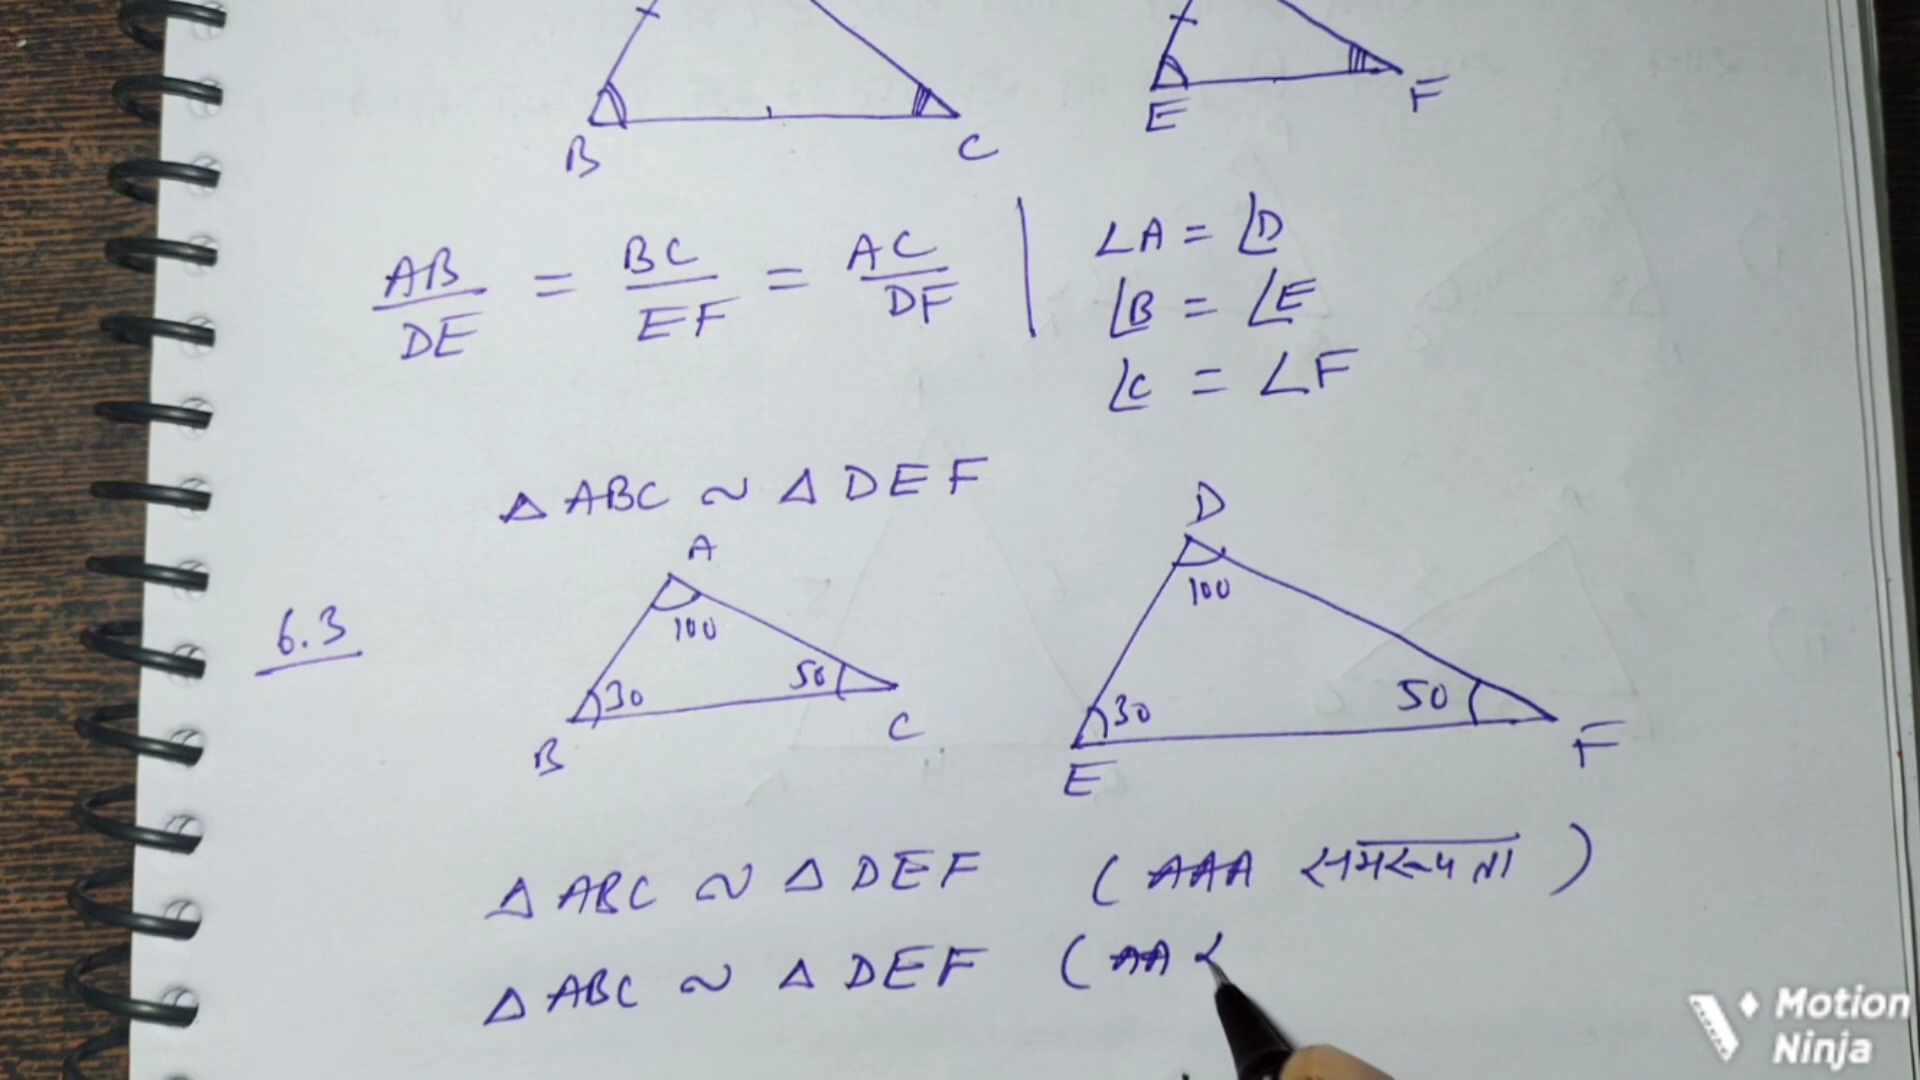 B C E F
AB/DE = BC/EF = AC/DF | ∠A = ∠D
∠B = ∠E
∠C = ∠F
△ ABC ~ △ DEF
6.3
A 100 B 30 50 C
D 100 E 30 50 F
△ ABC ~ △ DEF (AAA समरूपता)
△ ABC ~ △ DEF (AA
Motion
Ninja